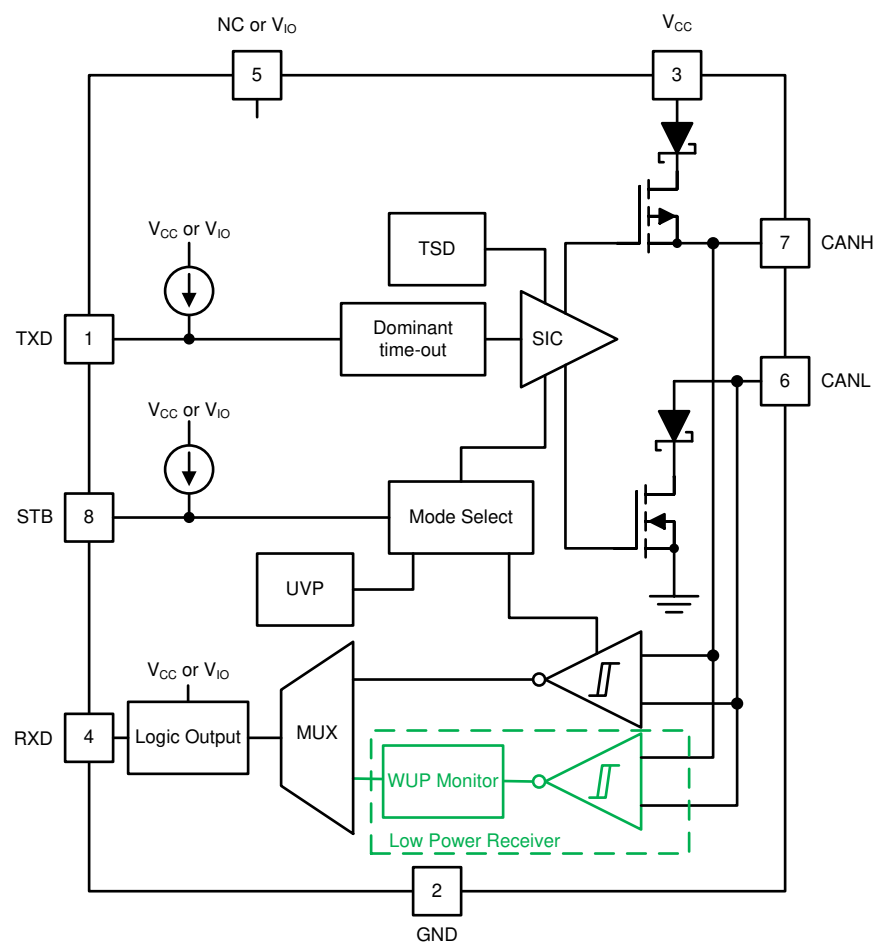 NC or VIO
VCC
5
3
VCC or VIO
TSD
7
CANH
TXD
1
Dominant
time-out
SIC
6
CANL
VCC or VIO
STB
8
Mode Select
UVP
VCC or VIO
RXD
4
Logic Output
MUX
WUP Monitor
Low Power Receiver
2
GND